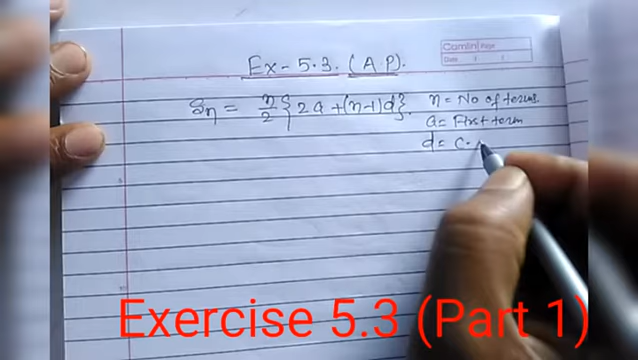 Ex-5.3. (A.P).
Camlin Page
Date / /
Sn = n/2 {2a+(n-1)d}. n = No of terms.
a = First term
d = C.
Exercise 5.3 (Part 1)